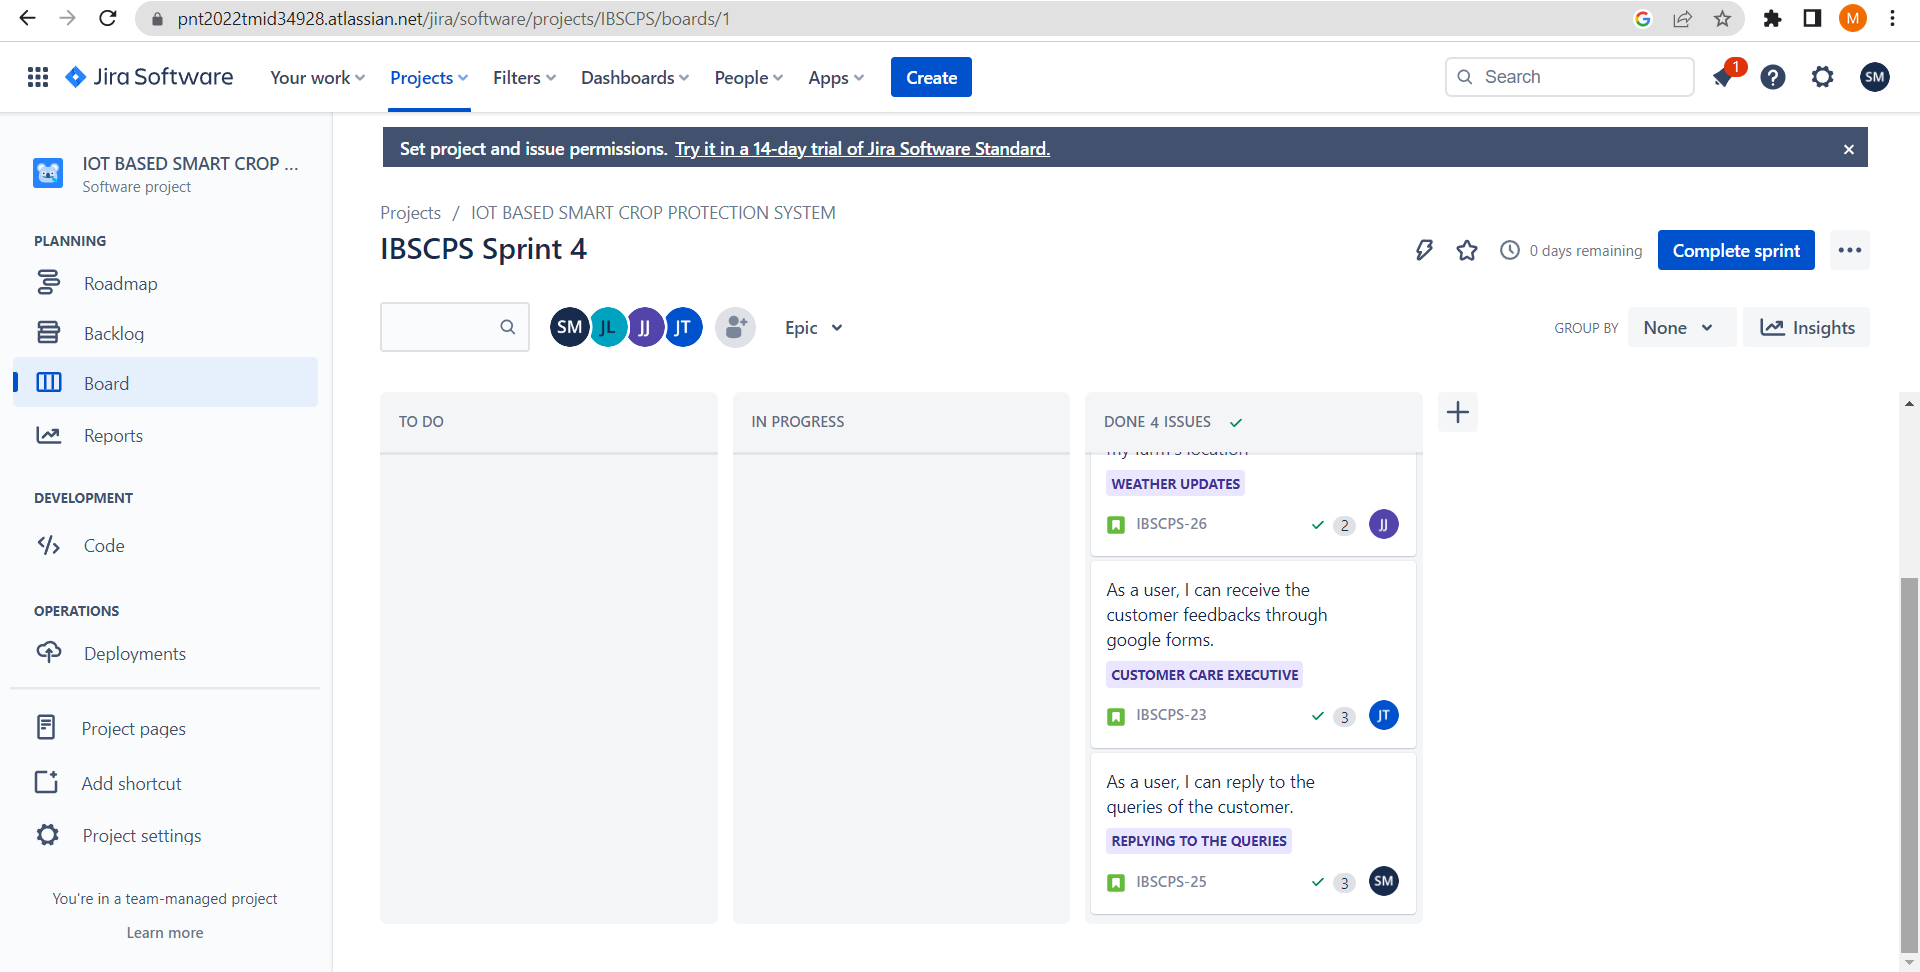 pnt2022tmid34928.atlassian.net/jira/software/projects/IBSCPS/boards/1
M
Jira Software
Your work
Projects
Filters
Dashboards
People
Apps
Create
Search
1
SM
IOT BASED SMART CROP ...
Software project
PLANNING
Roadmap
Backlog
Board
Reports
DEVELOPMENT
Code
OPERATIONS
Deployments
Project pages
Add shortcut
Project settings
You're in a team-managed project
Learn more
Set project and issue permissions. Try it in a 14-day trial of Jira Software Standard.
Projects / IOT BASED SMART CROP PROTECTION SYSTEM
IBSCPS Sprint 4
0 days remaining
Complete sprint
SM JL JJ JT
Epic
GROUP BY
None
Insights
TO DO
IN PROGRESS
DONE 4 ISSUES
my farm's location
WEATHER UPDATES
IBSCPS-26
2
JJ
As a user, I can receive the
customer feedbacks through
google forms.
CUSTOMER CARE EXECUTIVE
IBSCPS-23
3
JT
As a user, I can reply to the
queries of the customer.
REPLYING TO THE QUERIES
IBSCPS-25
3
SM